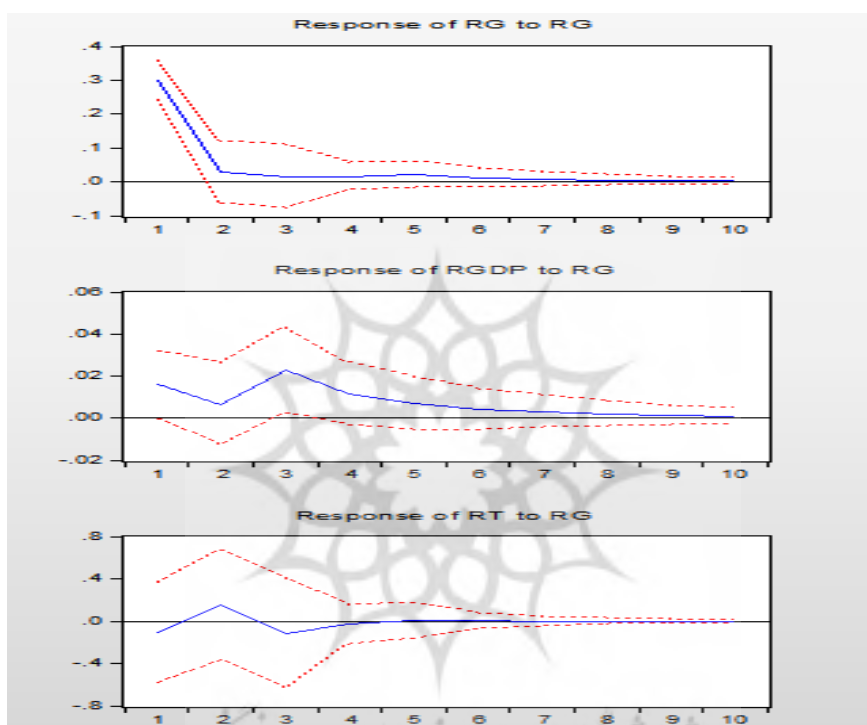 Response of RG to RG
.4
.3
.2
.1
.0
-.1
1 2 3 4 5 6 7 8 9 10
Response of RGDP to RG
.06
.04
.02
.00
-.02
1 2 3 4 5 6 7 8 9 10
Response of RT to RG
.8
.4
.0
-.4
-.8
1 2 3 4 5 6 7 8 9 10